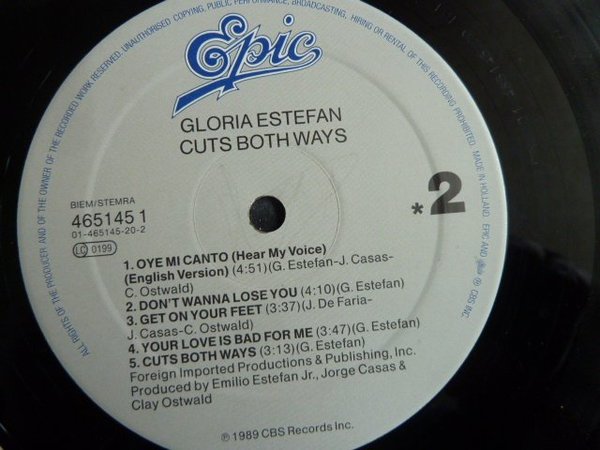 ALL RIGHTS OF THE PRODUCER AND OF THE OWNER OF THE RECORDED WORK RESERVED. UNAUTHORISED COPYING, PUBLIC PERFORMANCE, BROADCASTING, HIRING OR RENTAL OF THIS RECORDING PROHIBITED. MADE IN HOLLAND. EPIC AND
℗ CBS INC.
Epic
GLORIA ESTEFAN
CUTS BOTH WAYS
BIEM/STEMRA
465145 1
01-465145-20-2
LC 0199
*2
1. OYE MI CANTO (Hear My Voice)
(English Version) (4:51)(G. Estefan-J. Casas-
C. Ostwald)
2. DON'T WANNA LOSE YOU (4:10)(G. Estefan)
3. GET ON YOUR FEET (3:37)(J. De Faria-
J. Casas-C. Ostwald)
4. YOUR LOVE IS BAD FOR ME (3:47)(G. Estefan)
5. CUTS BOTH WAYS (3:13)(G. Estefan)
Foreign Imported Productions & Publishing, Inc.
Produced by Emilio Estefan Jr., Jorge Casas &
Clay Ostwald
℗ 1989 CBS Records Inc.